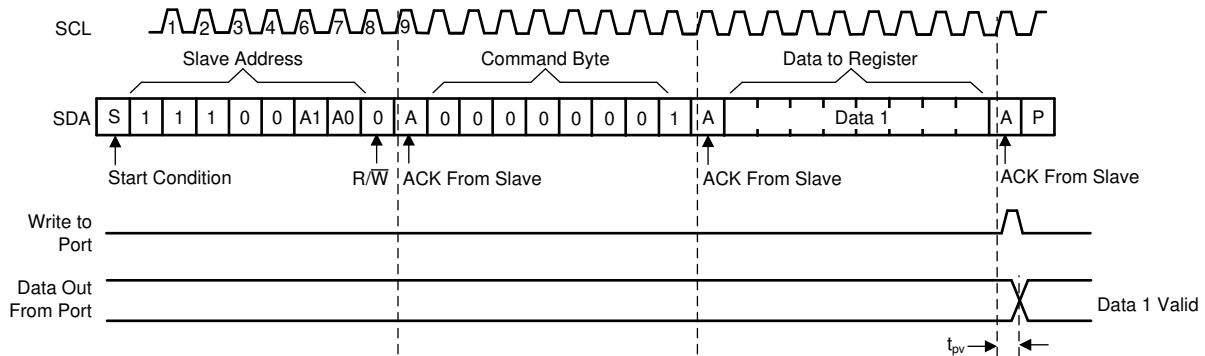 SCL 1 2 3 4 6 7 8 9
Slave Address Command Byte Data to Register
SDA S 1 1 1 0 0 A1 A0 0 A 0 0 0 0 0 0 0 1 A Data 1 A P
Start Condition R/W̅ ACK From Slave ACK From Slave ACK From Slave
Write to
Port
Data Out
From Port
Data 1 Valid
tpv